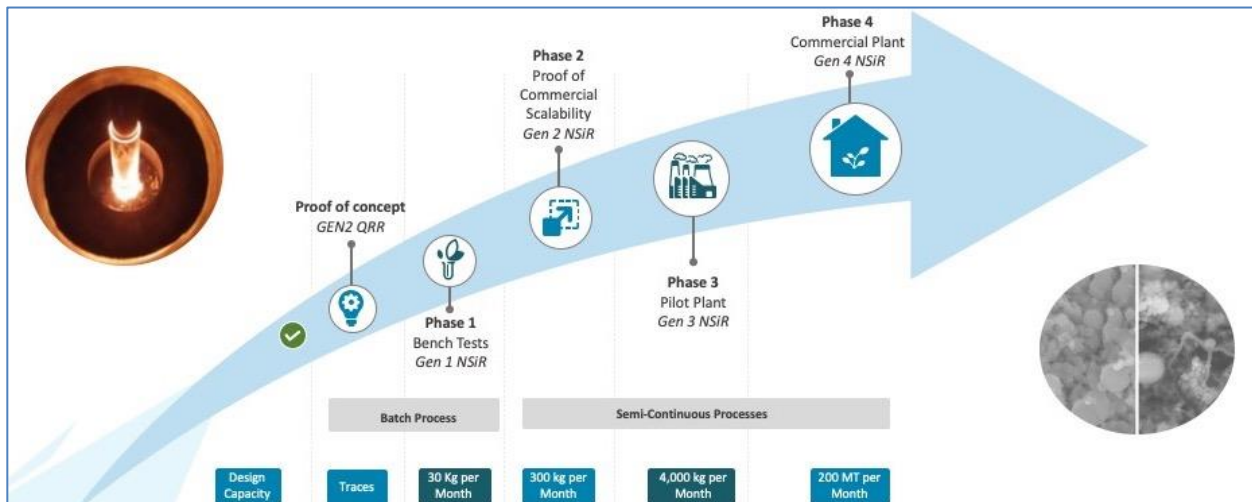 Phase 4
Commercial Plant
Gen 4 NSiR
Phase 2
Proof of
Commercial
Scalability
Gen 2 NSiR
Proof of concept
GEN2 QRR
Phase 1
Bench Tests
Gen 1 NSiR
Phase 3
Pilot Plant
Gen 3 NSiR
Batch Process
Semi-Continuous Processes
Design
Capacity
Traces
30 Kg per
Month
300 kg per
Month
4,000 kg per
Month
200 MT per
Month